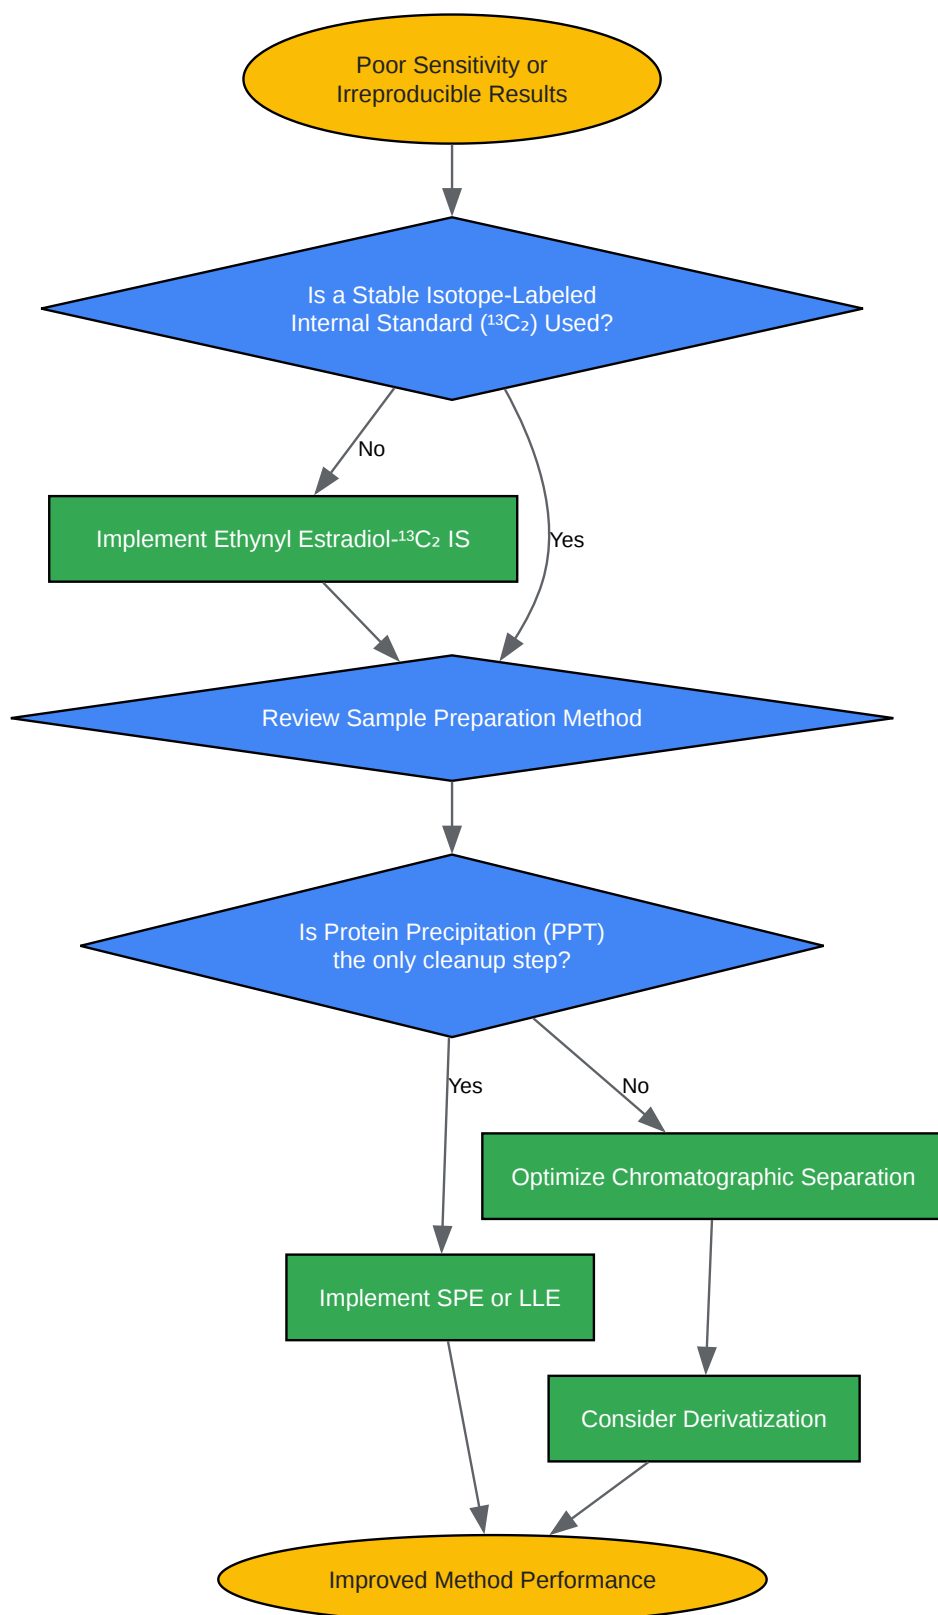 Poor Sensitivity or
Irreproducible Results
Is a Stable Isotope-Labeled
Internal Standard (¹³C₂) Used?
No
Implement Ethynyl Estradiol-¹³C₂ IS
Yes
Review Sample Preparation Method
Is Protein Precipitation (PPT)
the only cleanup step?
Yes
No
Optimize Chromatographic Separation
Implement SPE or LLE
Consider Derivatization
Improved Method Performance